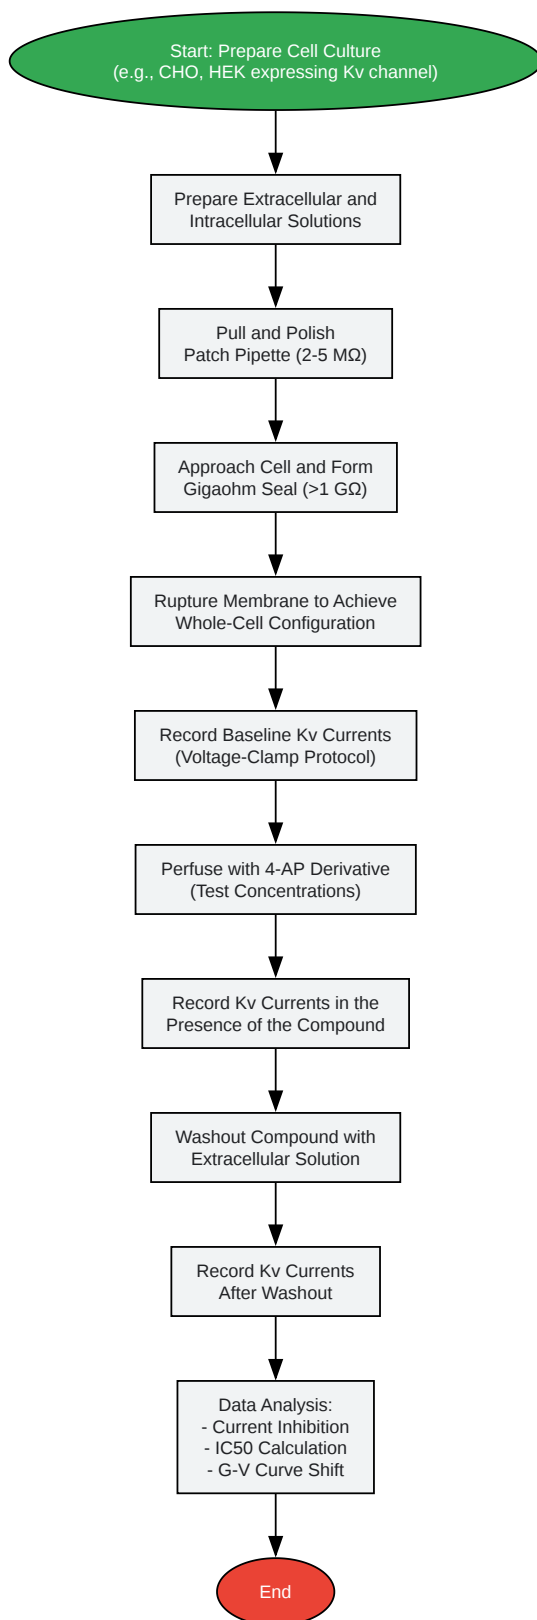 Start: Prepare Cell Culture
(e.g., CHO, HEK expressing Kv channel)
Prepare Extracellular and
Intracellular Solutions
Pull and Polish
Patch Pipette (2-5 MΩ)
Approach Cell and Form
Gigaohm Seal (>1 GΩ)
Rupture Membrane to Achieve
Whole-Cell Configuration
Record Baseline Kv Currents
(Voltage-Clamp Protocol)
Perfuse with 4-AP Derivative
(Test Concentrations)
Record Kv Currents in the
Presence of the Compound
Washout Compound with
Extracellular Solution
Record Kv Currents
After Washout
Data Analysis:
- Current Inhibition
- IC50 Calculation
- G-V Curve Shift
End